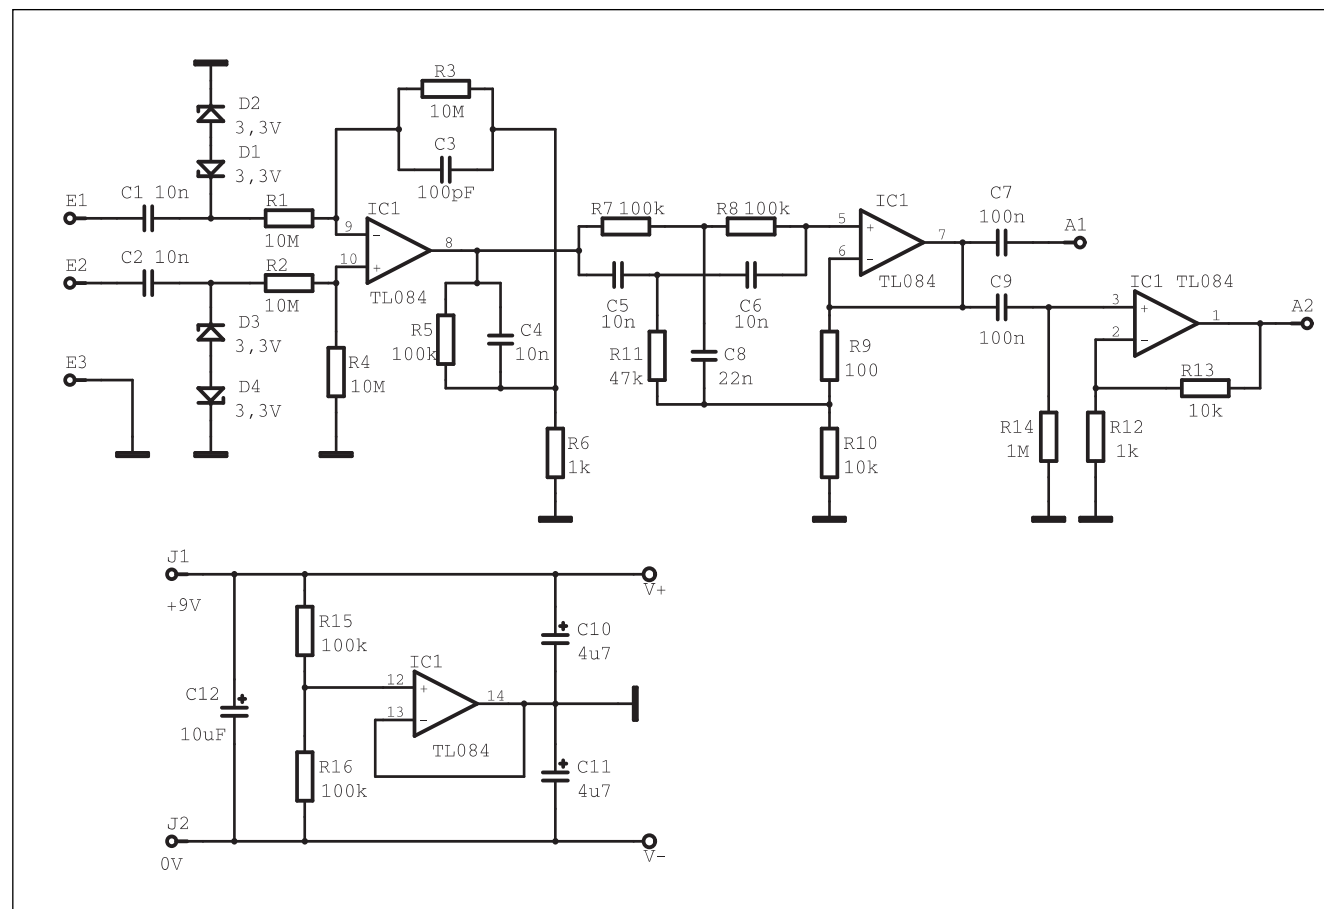 R3
10M
C3
100pF
D2
3,3V
D1
3,3V
E1
C1 10n
R1
10M
E2
C2 10n
R2
10M
IC1
9
10
8
−
+
TL084
D3
3,3V
D4
3,3V
E3
R4
10M
R5
100k
C4
10n
R6
1k
R7 100k
R8 100k
C5
10n
C6
10n
R11
47k
C8
22n
IC1
5
6
7
+
−
TL084
R9
100
R10
10k
C7
100n
A1
C9
100n
IC1 TL084
3
2
1
+
−
A2
R13
10k
R14
1M
R12
1k
J1
+9V
V+
R15
100k
C10
4u7
+
IC1
12
13
14
+
−
TL084
C12
10uF
+
R16
100k
C11
4u7
+
J2
0V
V-